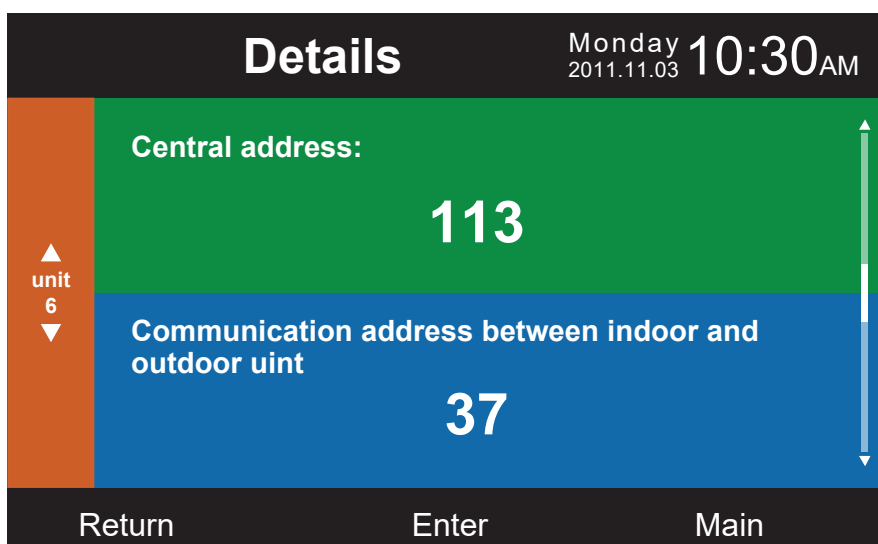 Details
Monday
2011.11.03
10:30AM
Central address:
113
unit
6
Communication address between indoor and
outdoor uint
37
Return Enter Main